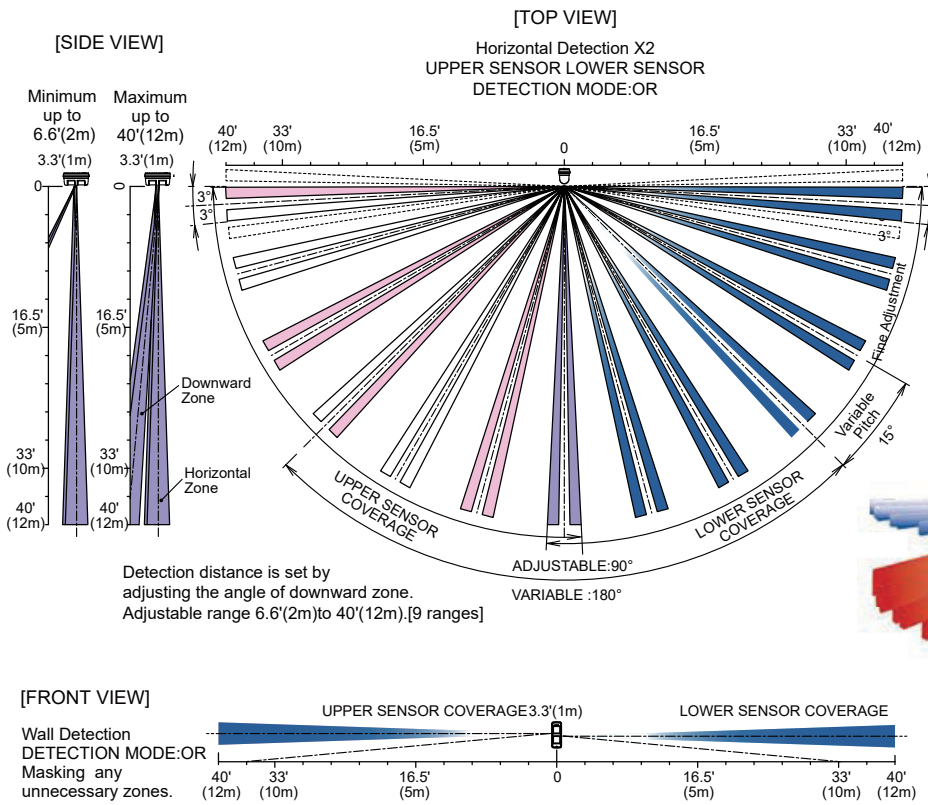 [TOP VIEW]
[SIDE VIEW]
Horizontal Detection X2
UPPER SENSOR LOWER SENSOR
DETECTION MODE:OR
Minimum
up to
6.6'(2m)
3.3'(1m)
Maximum
up to
40'(12m)
3.3'(1m)
40'
(12m)
33'
(10m)
16.5'
(5m)
0
16.5'
(5m)
33'
(10m)
40'
(12m)
0
16.5'
(5m)
33'
(10m)
40'
(12m)
0
16.5'
(5m)
33'
(10m)
40'
(12m)
Downward
Zone
Horizontal
Zone
3°
3°
3°
Fine Adjustment
Variable
Pitch
15°
UPPER SENSOR
COVERAGE
LOWER SENSOR
COVERAGE
ADJUSTABLE:90°
VARIABLE :180°
Detection distance is set by
adjusting the angle of downward zone.
Adjustable range 6.6'(2m)to 40'(12m).[9 ranges]
[FRONT VIEW]
UPPER SENSOR COVERAGE 3.3'(1m)
LOWER SENSOR COVERAGE
Wall Detection
DETECTION MODE:OR
Masking any
unnecessary zones.
40'
(12m)
33'
(10m)
16.5'
(5m)
0
16.5'
(5m)
33'
(10m)
40'
(12m)